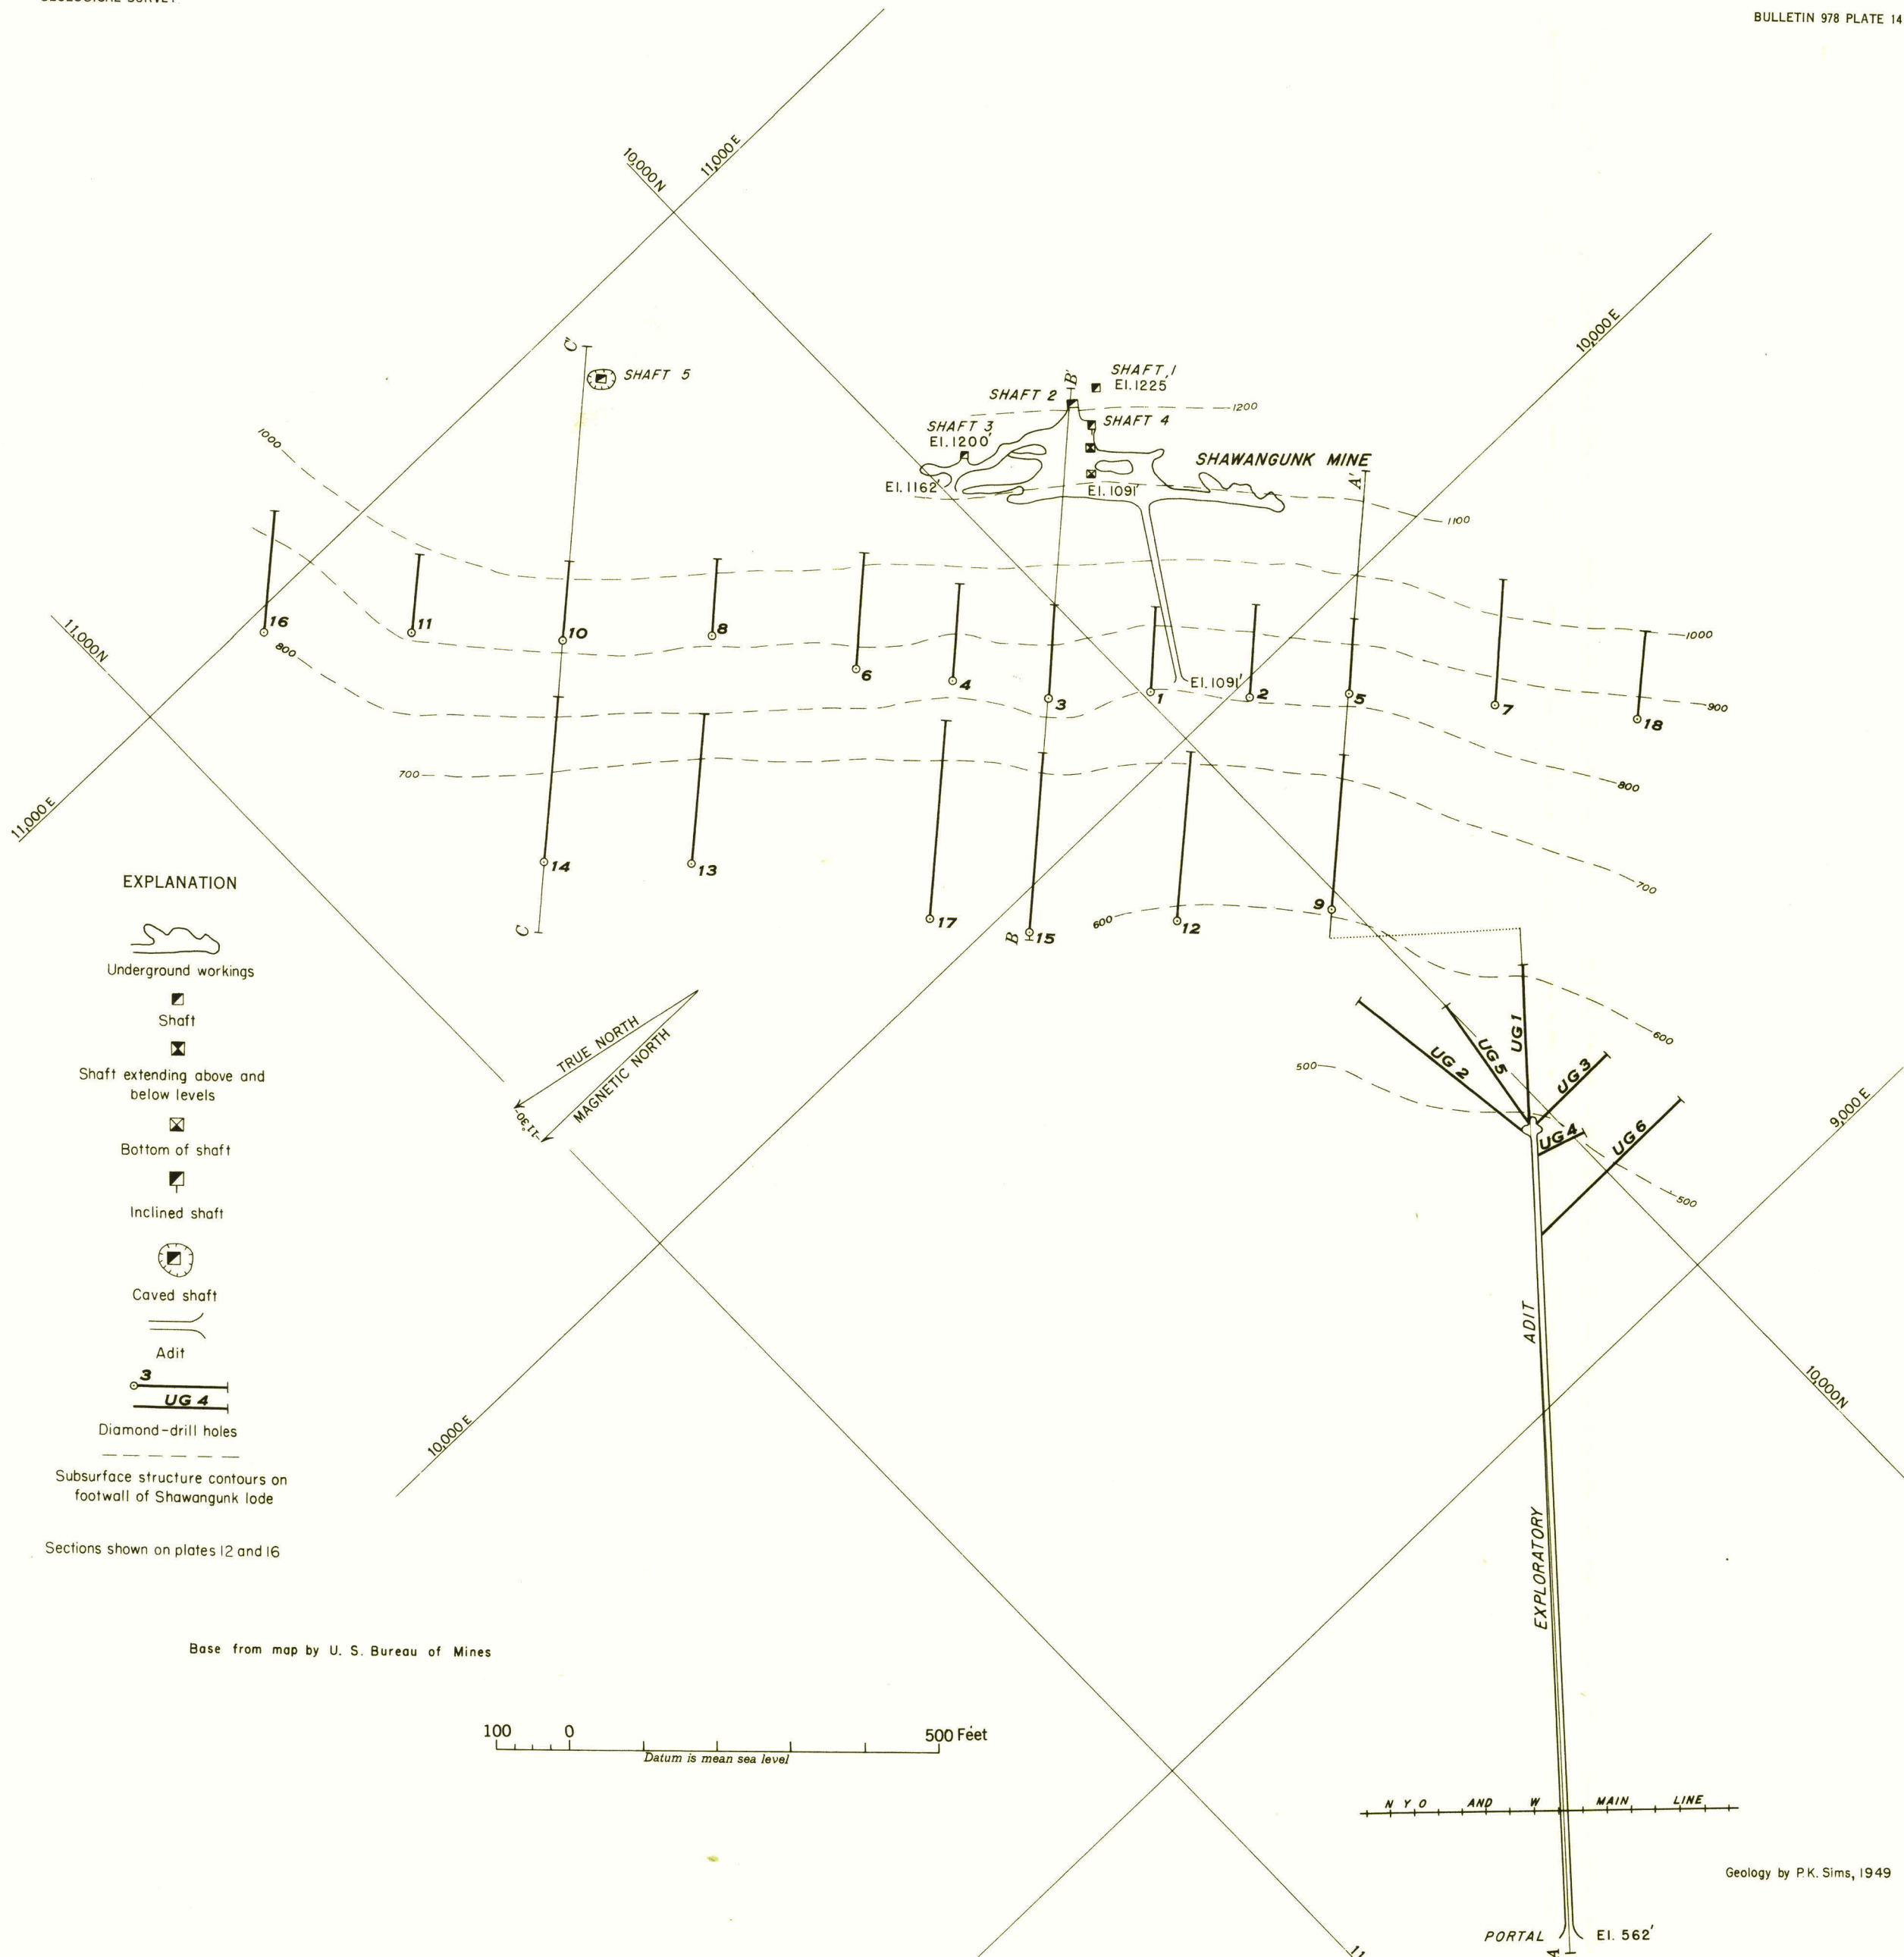 BULLETIN 978 PLATE 14
10,000 N
11,000 E
10,000 E
C'
SHAFT 5
SHAFT 1
El. 1225'
B'
SHAFT 2
1200
SHAFT 4
SHAFT 3
El. 1200'
SHAWANGUNK MINE
A'
El. 1162'
El. 1091'
1100
1000
16
11
10
8
6
4
3
1
El. 1091'
2
5
7
18
1000
900
800
11,000 N
800
700
700
11,000 E
14
13
17
B
15
600
12
9
C
EXPLANATION
Underground workings
Shaft
Shaft extending above and
below levels
Bottom of shaft
Inclined shaft
Caved shaft
Adit
3
UG 4
Diamond-drill holes
Subsurface structure contours on
footwall of Shawangunk lode
Sections shown on plates 12 and 16
TRUE NORTH
MAGNETIC NORTH
11°30'
UG 2
UG 5
UG 1
UG 3
UG 4
UG 6
600
500
500
9,000 E
10,000 N
10,000 E
EXPLORATORY ADIT
Base from map by U. S. Bureau of Mines
100 0 500 Feet
Datum is mean sea level
N Y O AND W MAIN LINE
Geology by P. K. Sims, 1949
PORTAL El. 562'
A